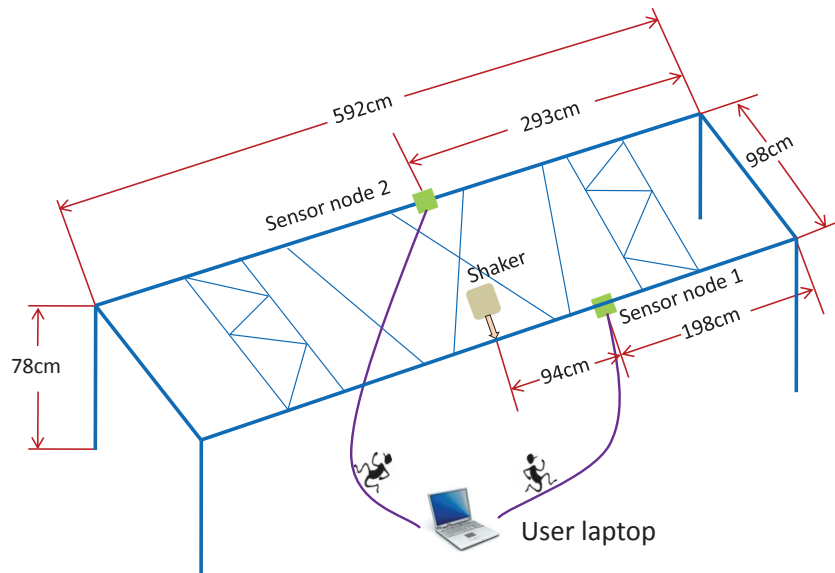 592cm
293cm
98cm
Sensor node 2
Shaker
Sensor node 1
198cm
94cm
78cm
User laptop